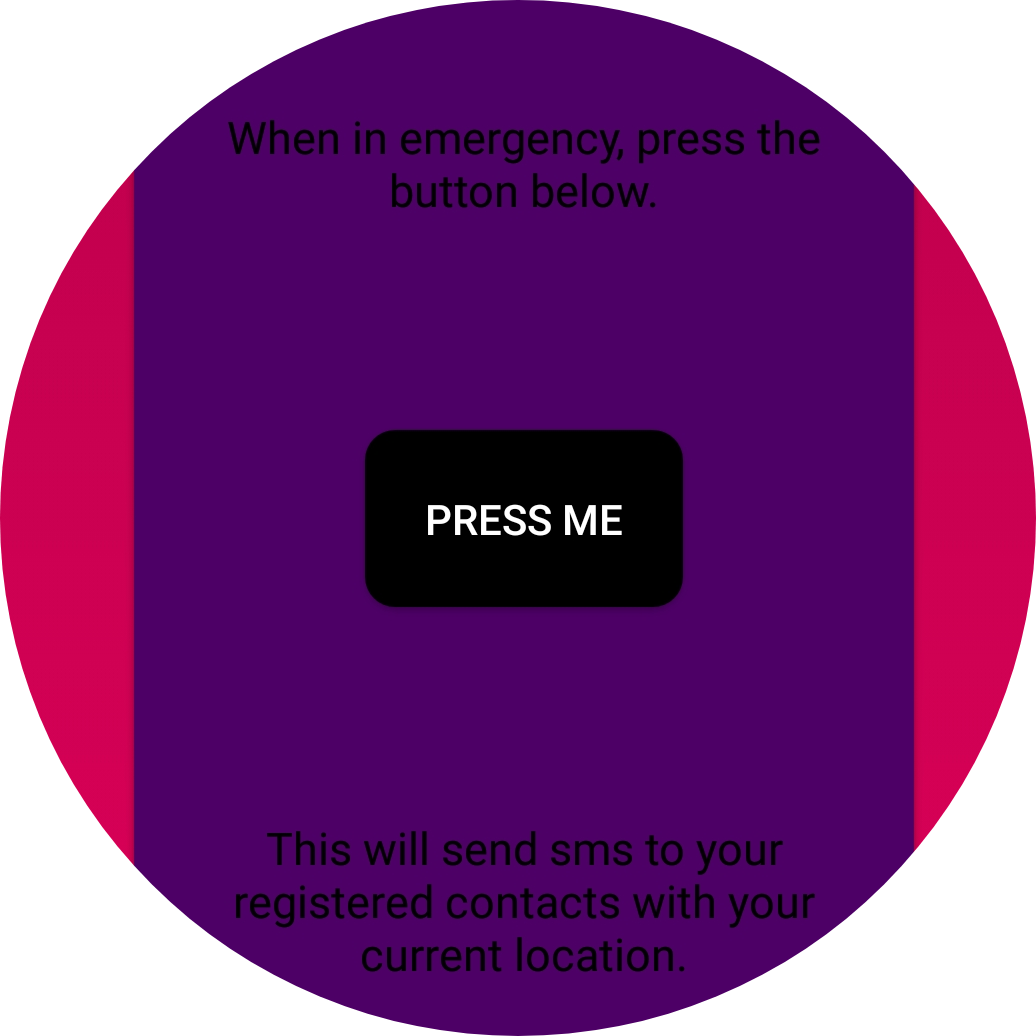 When in emergency, press the
button below.
PRESS ME
This will send sms to your
registered contacts with your
current location.